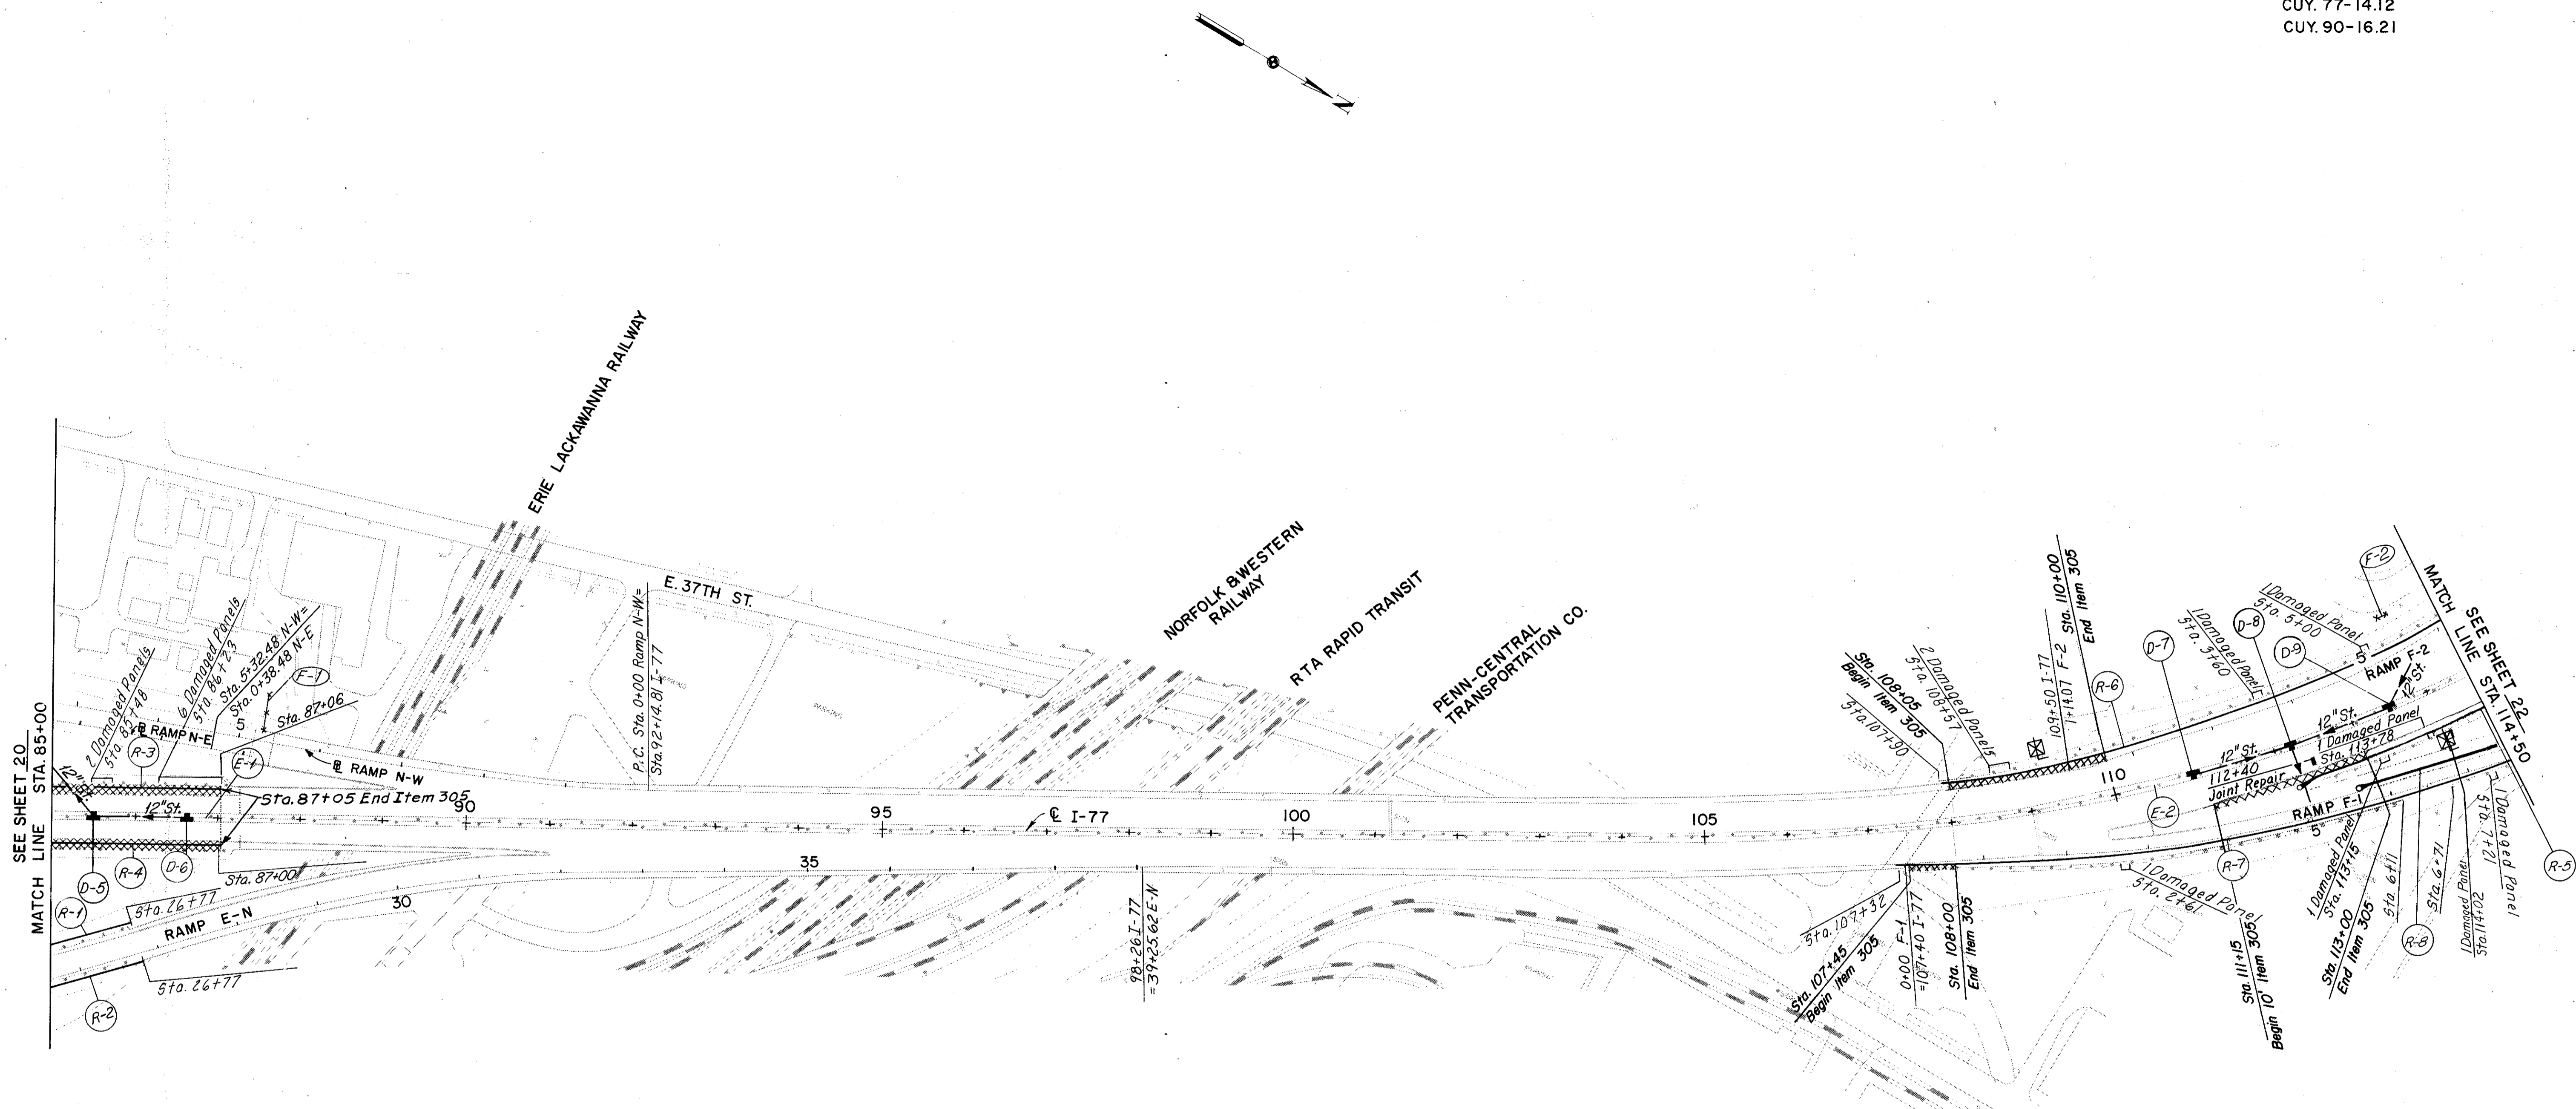 CUY. 77-14.12
CUY. 90-16.21
N
SEE SHEET 20
MATCH LINE STA. 85+00
ERIE LACKAWANNA RAILWAY
E. 37TH ST.
NORFOLK & WESTERN
RAILWAY
RTA RAPID TRANSIT
PENN-CENTRAL
TRANSPORTATION CO.
2 Damaged Panels
Sta. 85+48
6 Damaged Panels
Sta. 86+23
Sta. 5+32.48 N-W=
Sta. 0+38.48 N-E
F-1
5
Sta. 87+06
RAMP N-E
R-3
E-1
RAMP N-W
12"St.
12"St.
Sta. 87+05 End Item 305
90
P.C. Sta. 0+00 Ramp N-W=
Sta. 92+14.81 I-77
95
℄ I-77
100
105
110
D-5
R-4
D-6
Sta. 87+00
R-1
Sta. 26+77
RAMP E-N
30
35
Sta. 26+77
R-2
98+26 I-77
=39+25.62 E-N
Sta. 108+05
Begin Item 305
Sta. 107+90
2 Damaged Panels
Sta. 108+57
109+50 I-77
1+14.07 F-2
Sta. 110+00
End Item 305
R-6
D-7
1 Damaged Panel
Sta. 3+60
D-8
D-9
1 Damaged Panel
Sta. 5+00
5
F-2
RAMP F-2
12"St.
12"St.
12"St.
1 Damaged Panel
Sta. 113+78
112+40
Joint Repair
E-2
RAMP F-1
5
MATCH LINE STA. 114+50
SEE SHEET 22
Sta. 107+32
Sta. 107+45
Begin Item 305
0+00 F-1
=107+40 I-77
Sta. 108+00
End Item 305
1 Damaged Panel
Sta. 2+61
R-7
Sta. 111+15
Begin 10' Item 305
1 Damaged Panel
Sta. 113+15
Sta. 113+00
End Item 305
Sta. 6+11
R-8
Sta. 6+71
1 Damaged Panel
Sta. 114+02
1 Damaged Panel
Sta. 7+21
R-5